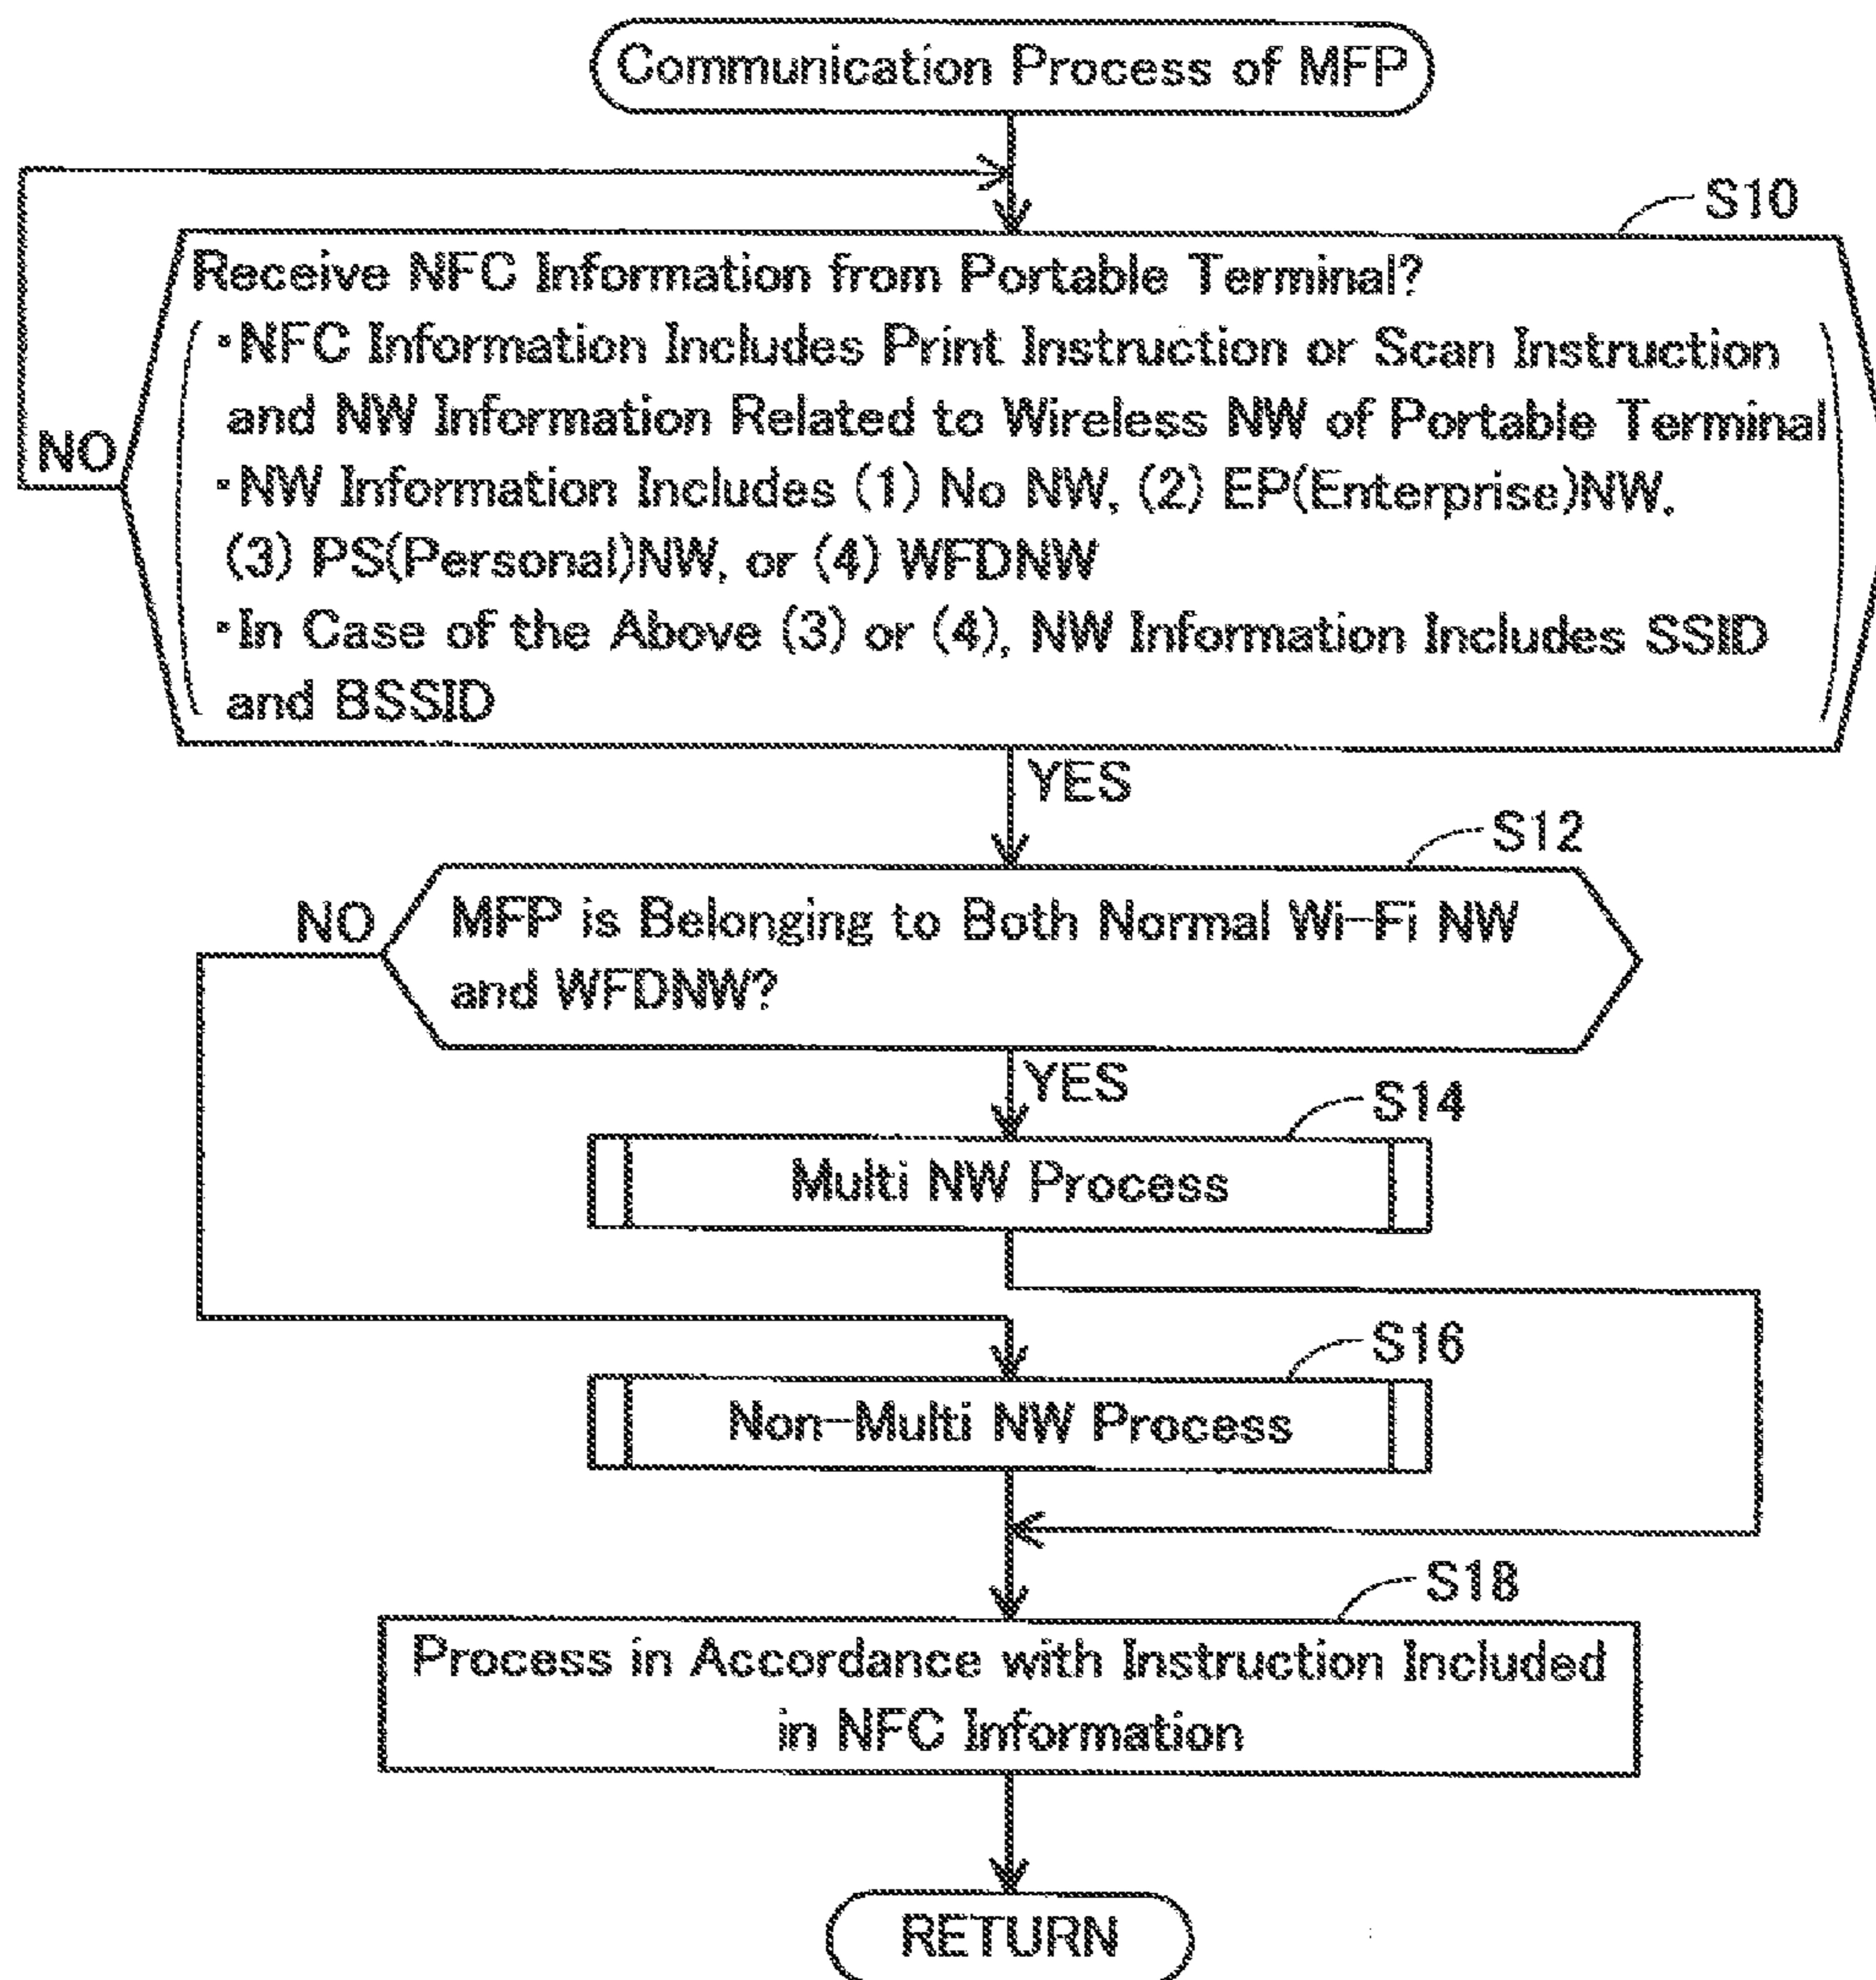 Communication Process of MFP
S10
Receive NFC Information from Portable Terminal?
・NFC Information Includes Print Instruction or Scan Instruction
and NW Information Related to Wireless NW of Portable Terminal
NO
・NW Information Includes (1) No NW, (2) EP(Enterprise)NW,
(3) PS(Personal)NW, or (4) WFDNW
・In Case of the Above (3) or (4), NW Information Includes SSID
and BSSID
YES
S12
NO
MFP is Belonging to Both Normal Wi-Fi NW
and WFDNW?
YES
S14
Multi NW Process
S16
Non-Multi NW Process
S18
Process in Accordance with Instruction Included
in NFC Information
RETURN